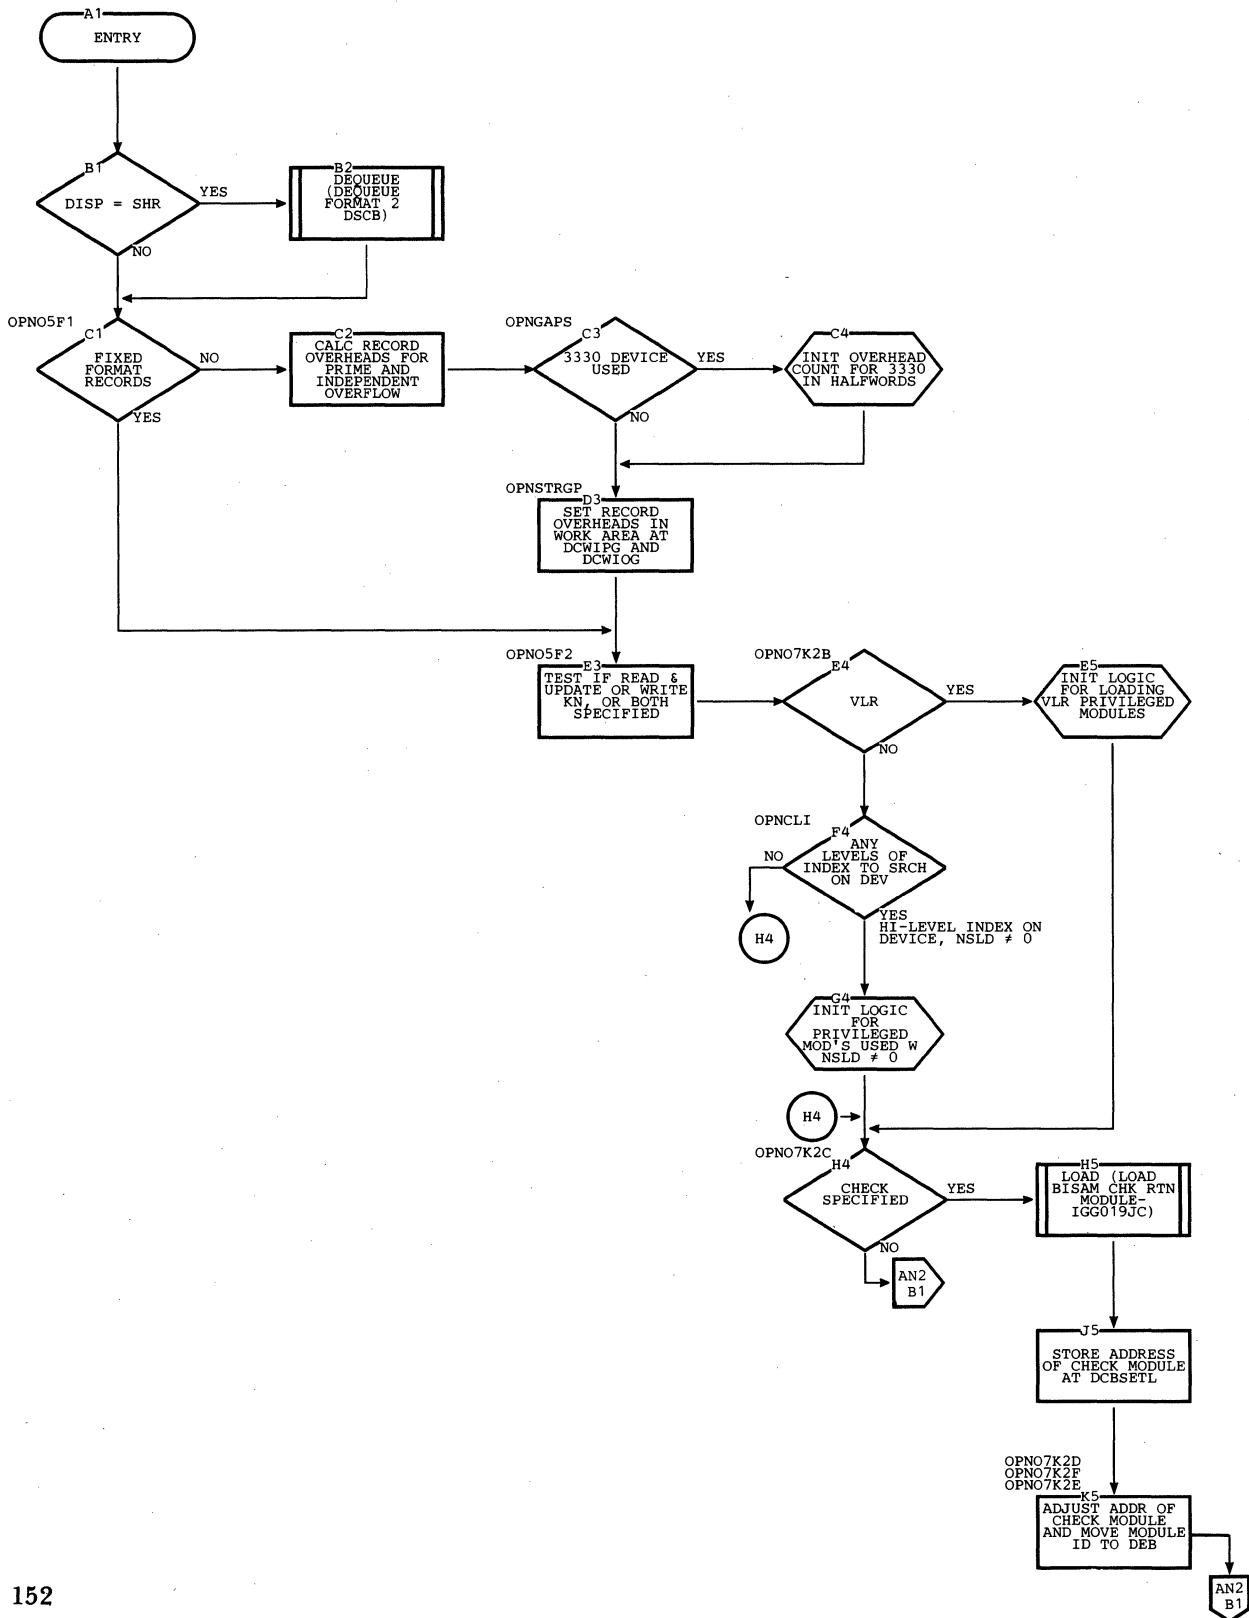 A1
ENTRY
B1
DISP = SHR
YES
NO
B2
DEQUEUE
(DEQUEUE
FORMAT 2
DSCB)
OPNO5F1
C1
FIXED
FORMAT
RECORDS
NO
YES
C2
CALC RECORD
OVERHEADS FOR
PRIME AND
INDEPENDENT
OVERFLOW
OPNGAPS
C3
3330 DEVICE
USED
YES
NO
C4
INIT OVERHEAD
COUNT FOR 3330
IN HALFWORDS
OPNSTRGP
D3
SET RECORD
OVERHEADS IN
WORK AREA AT
DCWIPG AND
DCWIOG
OPNO5F2
E3
TEST IF READ &
UPDATE OR WRITE
KN, OR BOTH
SPECIFIED
OPNO7K2B
E4
VLR
YES
NO
E5
INIT LOGIC
FOR LOADING
VLR PRIVILEGED
MODULES
OPNCLI
F4
ANY
LEVELS OF
INDEX TO SRCH
ON DEV
NO
H4
YES
HI-LEVEL INDEX ON
DEVICE, NSLD ≠ 0
G4
INIT LOGIC
FOR
PRIVILEGED
MOD'S USED W
NSLD ≠ 0
H4
OPNO7K2C
H4
CHECK
SPECIFIED
YES
NO
AN2
B1
H5
LOAD (LOAD
BISAM CHK RTN
MODULE-
IGG019JC)
J5
STORE ADDRESS
OF CHECK MODULE
AT DCBSETL
OPNO7K2D
OPNO7K2F
OPNO7K2E
K5
ADJUST ADDR OF
CHECK MODULE
AND MOVE MODULE
ID TO DEB
AN2
B1
152